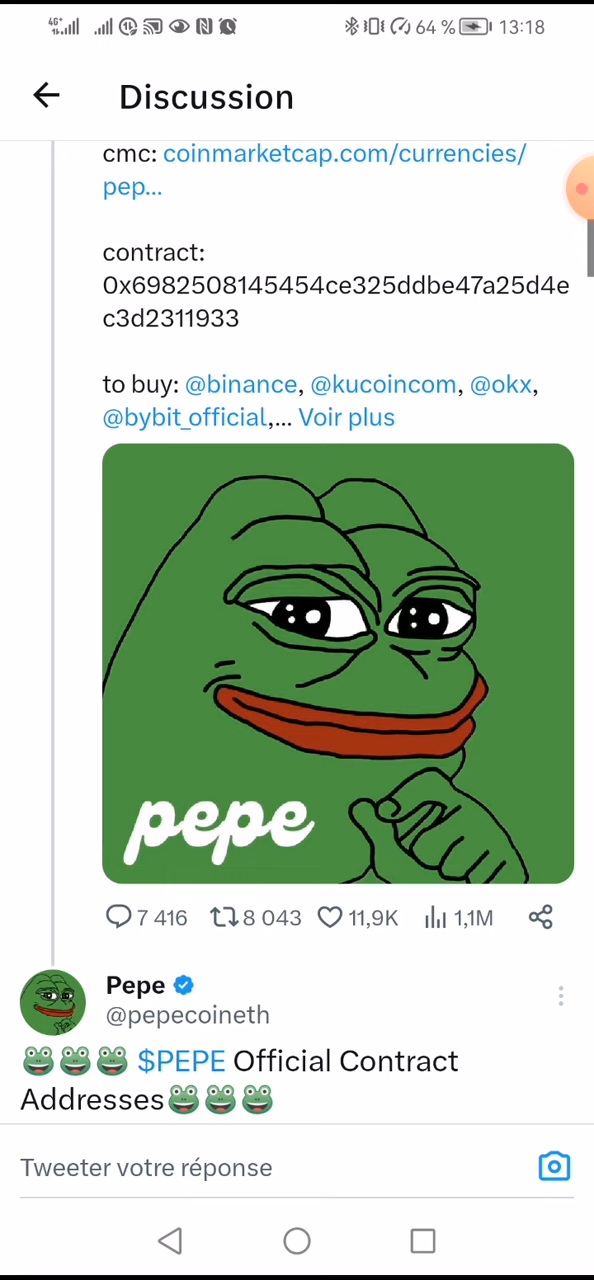 4G+ 64 % 13:18
Discussion
cmc: coinmarketcap.com/currencies/
pep...
contract:
0x6982508145454ce325ddbe47a25d4e
c3d2311933
to buy: @binance, @kucoincom, @okx,
@bybit_official,... Voir plus
pepe
7 416 8 043 11,9K 1,1M
Pepe
@pepecoineth
🐸🐸🐸 $PEPE Official Contract
Addresses🐸🐸🐸
Tweeter votre réponse